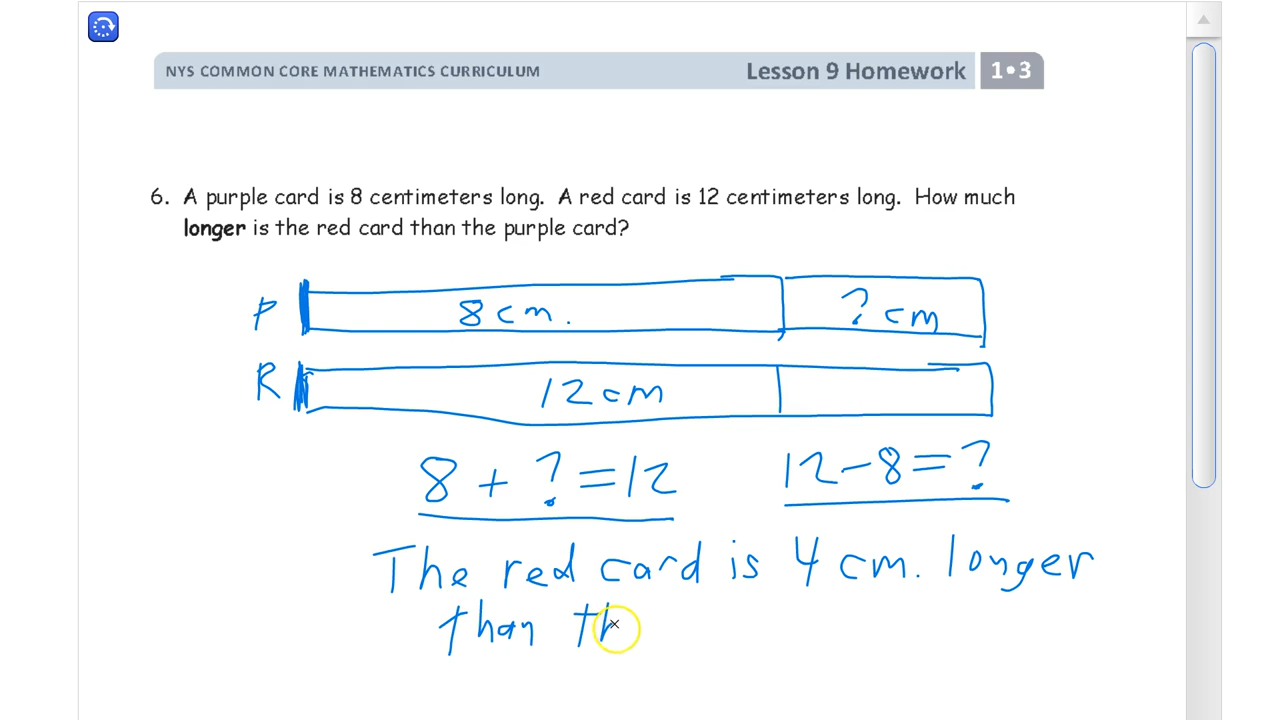 NYS COMMON CORE MATHEMATICS CURRICULUM Lesson 9 Homework 1•3
6. A purple card is 8 centimeters long. A red card is 12 centimeters long. How much
longer is the red card than the purple card?
P 8 cm. ? cm
R 12 cm
8 + ? = 12 12 - 8 = ?
The red card is 4 cm. longer
than th